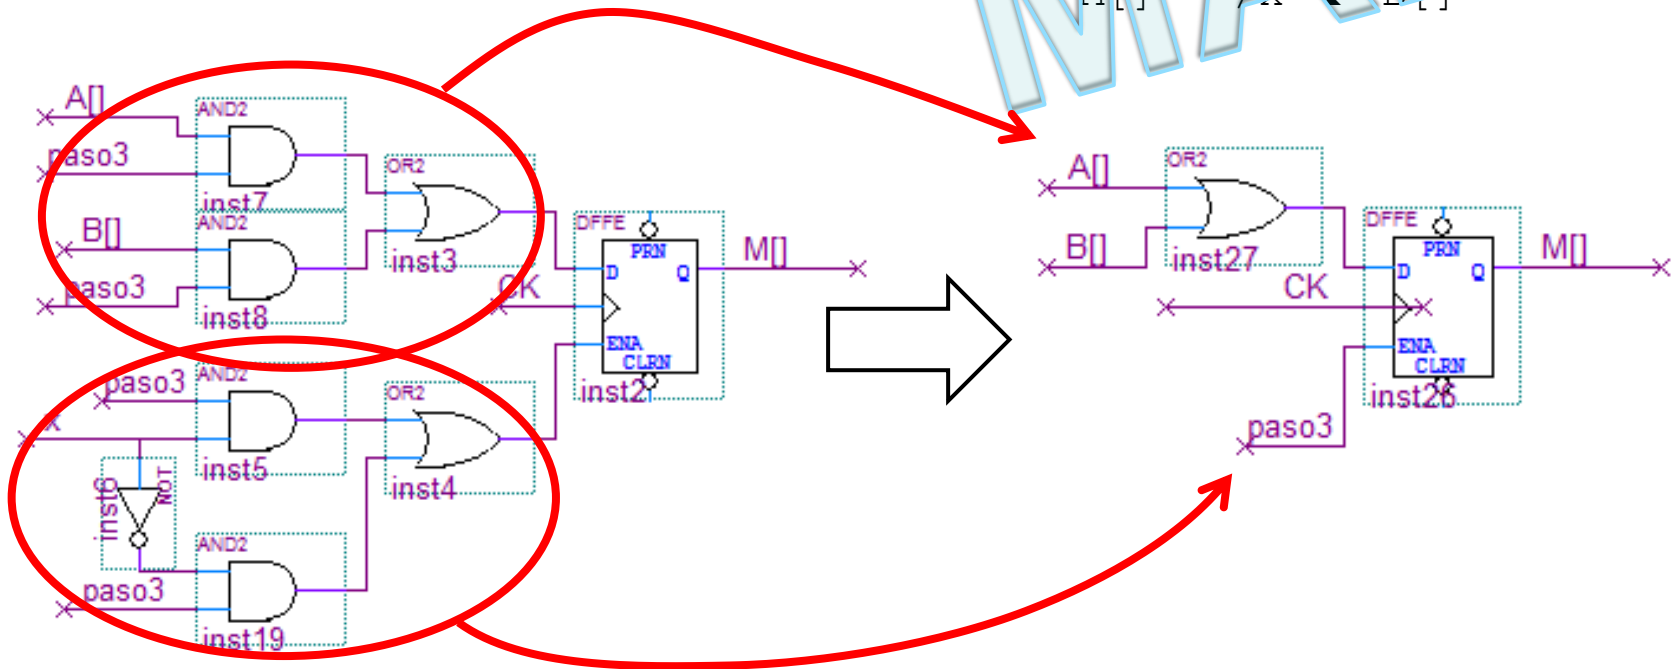 A[]
AND2
paso3
inst7
OR2
B[]
AND2
inst3
paso3
inst8
DFFE
PRN
D
Q
M[]
CK
ENA
CLRN
inst2
paso3
AND2
OR2
x
inst5
inst4
NOT
inst6
AND2
paso3
inst19
A[]
OR2
B[]
inst27
DFFE
PRN
D
Q
M[]
CK
ENA
CLRN
inst26
paso3